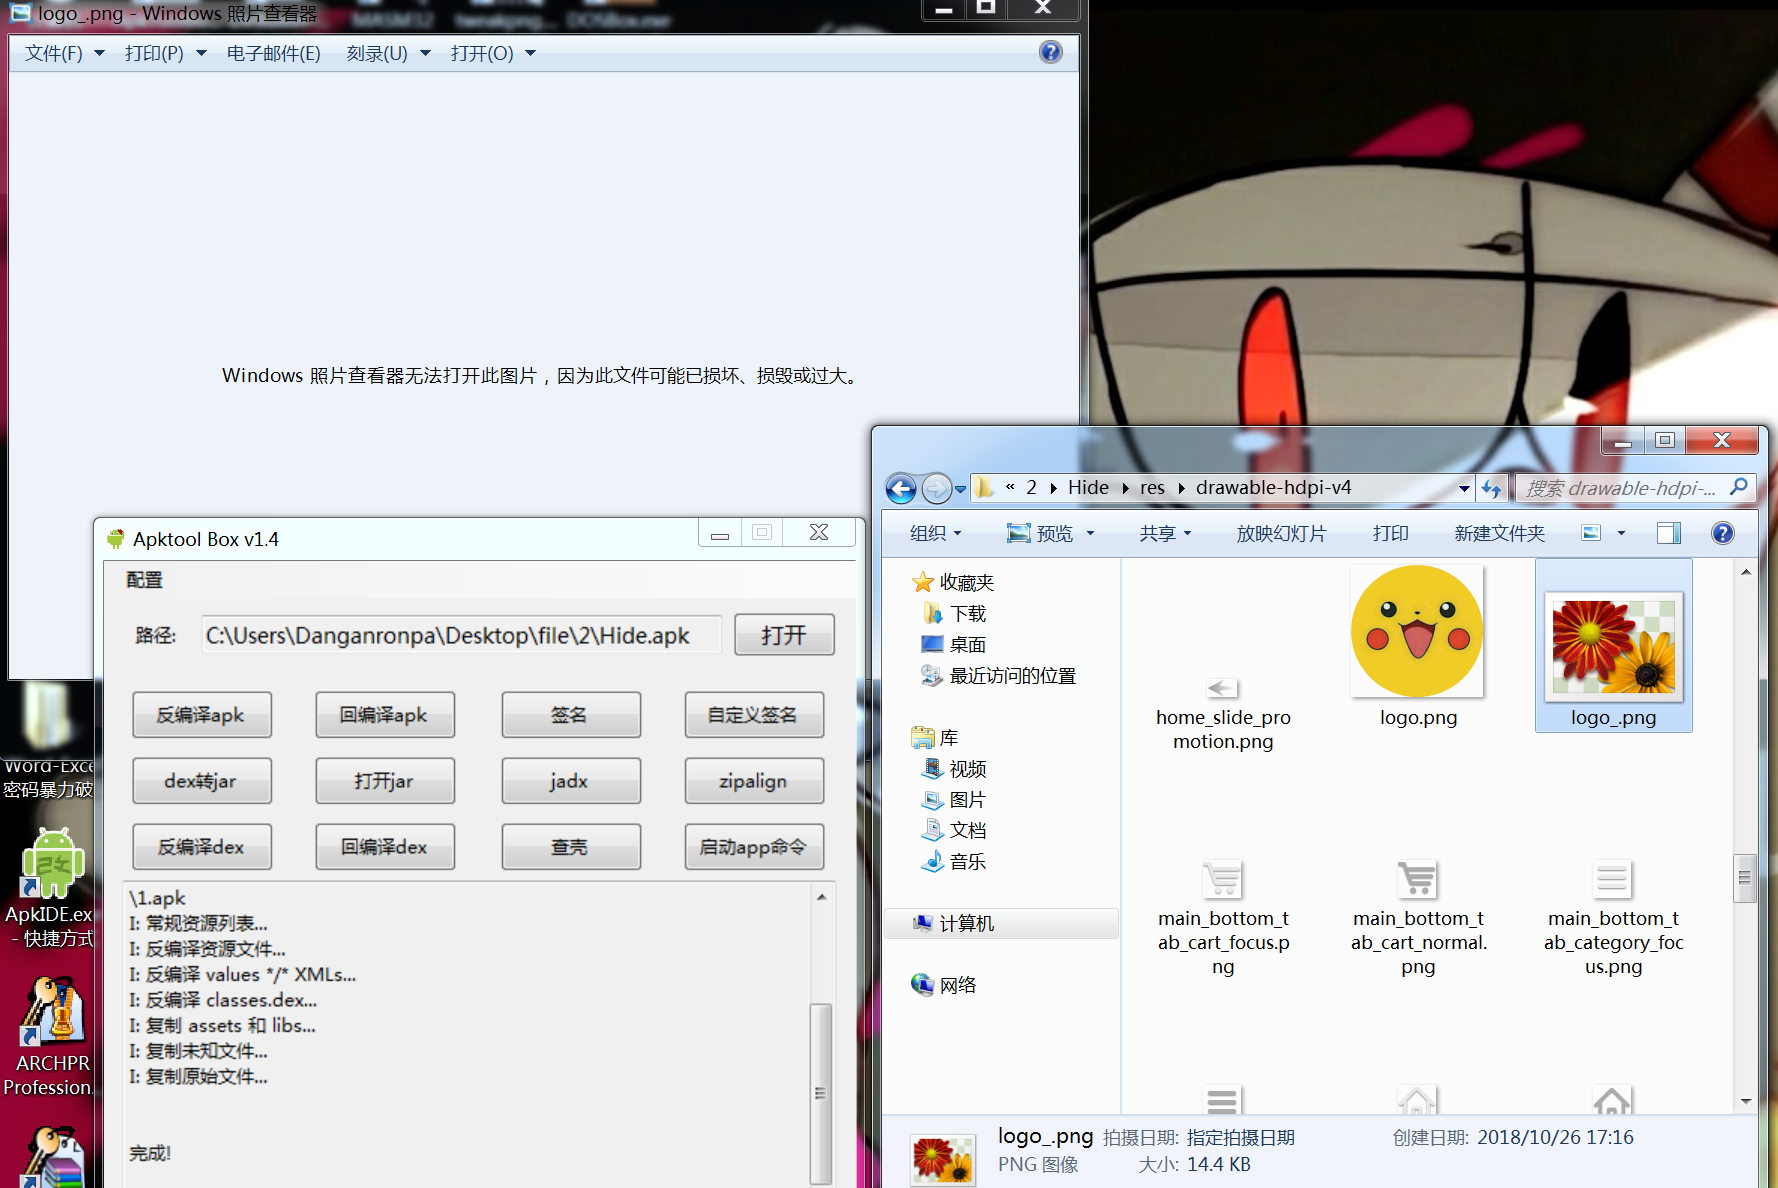 logo_.png - Windows 照片查看器
MASM32
tweakpng...
DOSBox.exe
文件(F)
打印(P)
电子邮件(E)
刻录(U)
打开(O)
Windows 照片查看器无法打开此图片，因为此文件可能已损坏、损毁或过大。
Word-Exce
密码暴力破
ApkIDE.ex
- 快捷方式
ARCHPR
Profession.
Apktool Box v1.4
配置
路径:
C:\Users\Danganronpa\Desktop\file\2\Hide.apk
打开
反编译apk
回编译apk
签名
自定义签名
dex转jar
打开jar
jadx
zipalign
反编译dex
回编译dex
查壳
启动app命令
\1.apk
I: 常规资源列表...
I: 反编译资源文件...
I: 反编译 values */* XMLs...
I: 反编译 classes.dex...
I: 复制 assets 和 libs...
I: 复制未知文件...
I: 复制原始文件...
完成!
« 2 Hide res drawable-hdpi-v4
搜索 drawable-hdpi-...
组织
预览
共享
放映幻灯片
打印
新建文件夹
收藏夹
下载
桌面
最近访问的位置
库
视频
图片
文档
音乐
计算机
网络
home_slide_pro
motion.png
logo.png
logo_.png
main_bottom_t
ab_cart_focus.p
ng
main_bottom_t
ab_cart_normal.
png
main_bottom_t
ab_category_foc
us.png
logo_.png 拍摄日期: 指定拍摄日期
创建日期: 2018/10/26 17:16
PNG 图像
大小: 14.4 KB